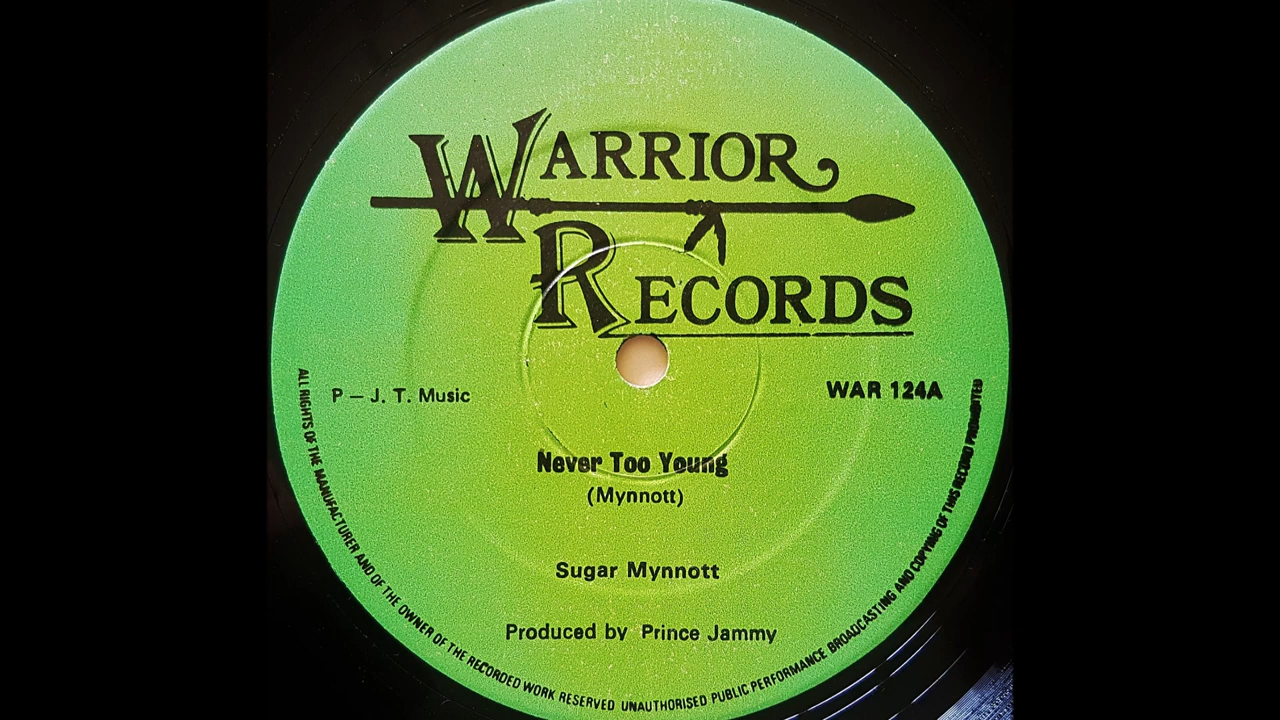 WARRIOR
RECORDS
P – J. T. Music
WAR 124A
Never Too Young
(Mynnott)
Sugar Mynnott
Produced by Prince Jammy
ALL RIGHTS OF THE MANUFACTURER AND OF THE OWNER OF THE RECORDED WORK RESERVED UNAUTHORISED PUBLIC PERFORMANCE BROADCASTING AND COPYING OF THIS RECORD PROHIBITED